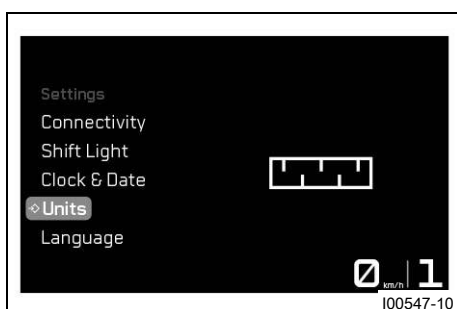 Settings
Connectivity
Shift Light
Clock & Date
Units
Language
0 km/h 1
I00547-10